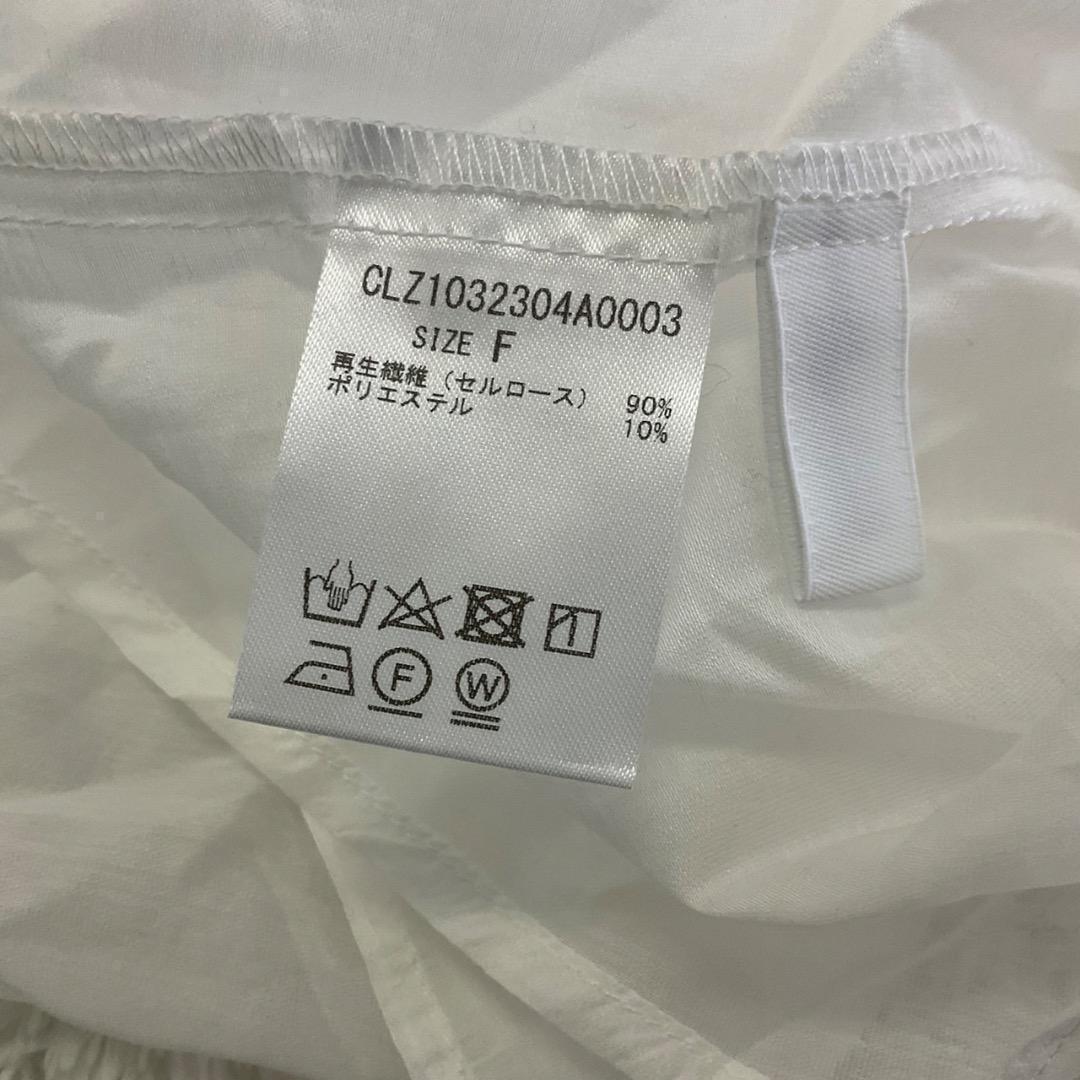 CLZ1032304A0003
SIZE F
再生繊維（セルロース） 90%
ポリエステル 10%
F W